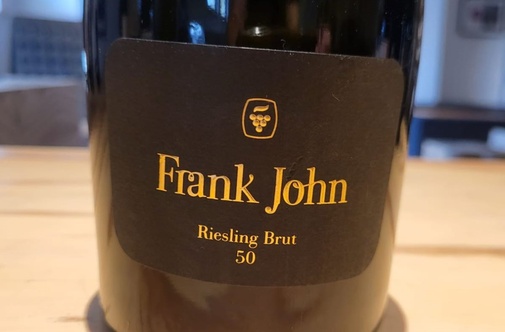 Frank John
Riesling Brut
50